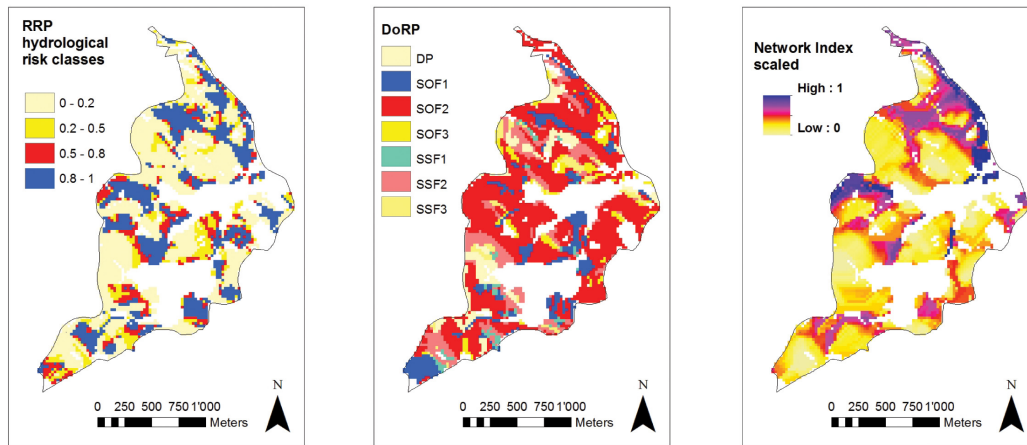 RRP
hydrological
risk classes
0 - 0.2
0.2 - 0.5
0.5 - 0.8
0.8 - 1
N
0 250 500 750 1'000
Meters
DoRP
DP
SOF1
SOF2
SOF3
SSF1
SSF2
SSF3
N
0 250 500 750 1'000
Meters
Network Index
scaled
High : 1
Low : 0
N
0 250 500 750 1'000
Meters